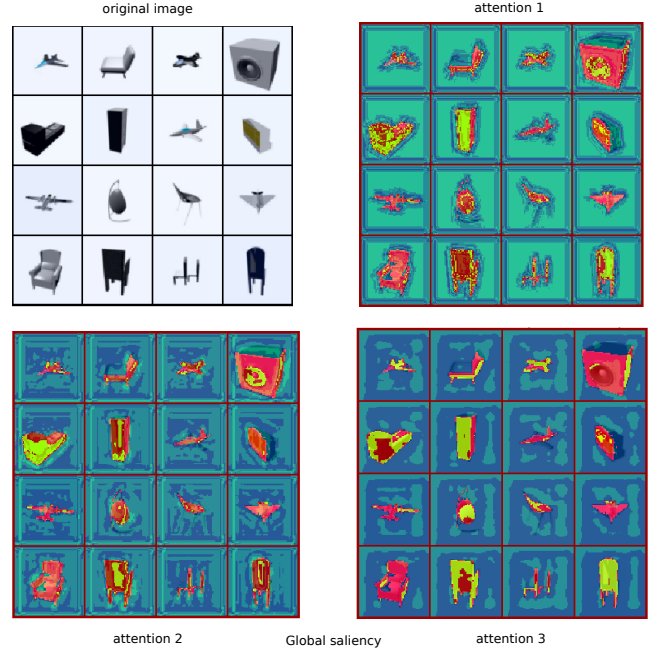 original image
attention 1
attention 2
Global saliency
attention 3